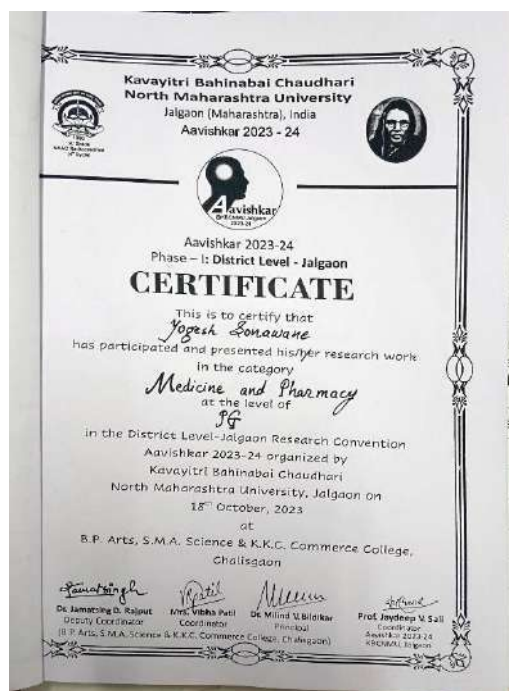 Kavayitri Bahinabai Chaudhari
North Maharashtra University
Jalgaon (Maharashtra), India
Aavishkar 2023 - 24
Aavishkar
KBCNMU, Jalgaon
2023-24
Aavishkar 2023-24
Phase – I: District Level - Jalgaon
CERTIFICATE
This is to certify that
Yogesh Sonawane
has participated and presented his/her research work
in the category
Medicine and Pharmacy
at the level of
PG
in the District Level-Jalgaon Research Convention
Aavishkar 2023-24 organized by
Kavayitri Bahinabai Chaudhari
North Maharashtra University, Jalgaon on
18th October, 2023
at
B.P. Arts, S.M.A. Science & K.K.C. Commerce College,
Chalisgaon
Dr. Jamatsing D. Rajput
Deputy Coordinator
Mrs. Vibha Patil
Coordinator
Dr. Milind V. Bildikar
Principal
(B.P. Arts, S.M.A. Science & K.K.C. Commerce College, Chalisgaon)
Prof. Jaydeep V. Sali
Coordinator
Aavishkar 2023-24
KBCNMU, Jalgaon